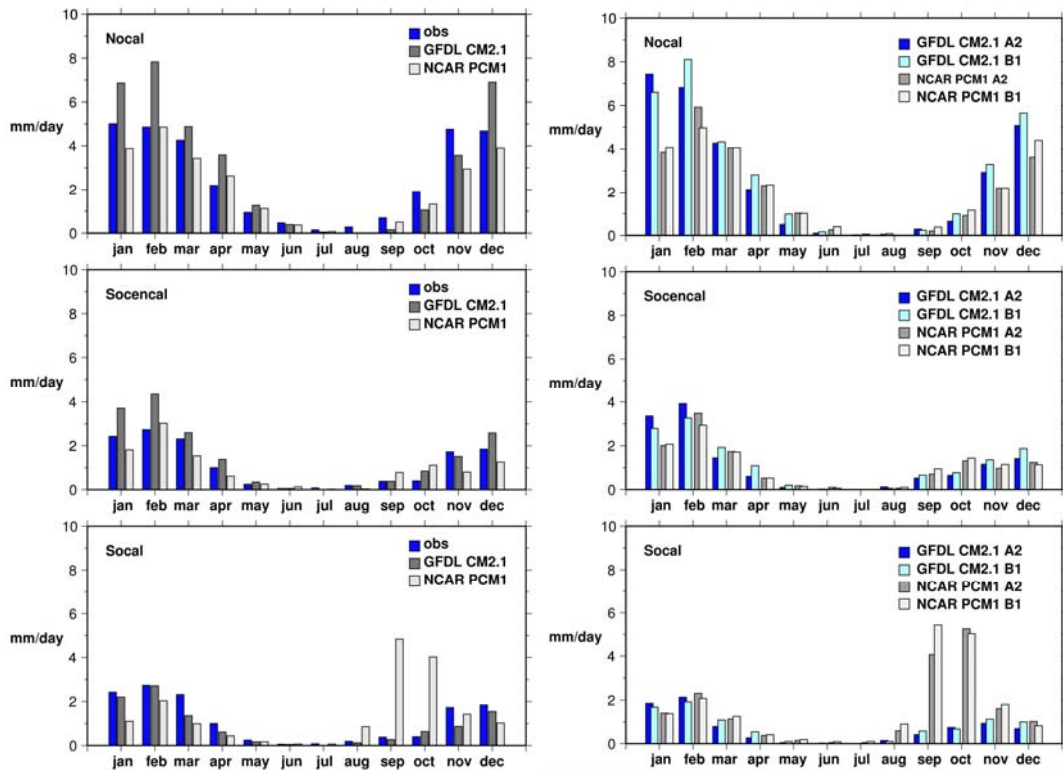 10
8
6
4
2
0
mm/day
Nocal
obs
GFDL CM2.1
NCAR PCM1
jan feb mar apr may jun jul aug sep oct nov dec
10
8
6
4
2
0
mm/day
Nocal
GFDL CM2.1 A2
GFDL CM2.1 B1
NCAR PCM1 A2
NCAR PCM1 B1
jan feb mar apr may jun jul aug sep oct nov dec
10
8
6
4
2
0
mm/day
Socencal
obs
GFDL CM2.1
NCAR PCM1
jan feb mar apr may jun jul aug sep oct nov dec
10
8
6
4
2
0
mm/day
Socencal
GFDL CM2.1 A2
GFDL CM2.1 B1
NCAR PCM1 A2
NCAR PCM1 B1
jan feb mar apr may jun jul aug sep oct nov dec
10
8
6
4
2
0
mm/day
Socal
obs
GFDL CM2.1
NCAR PCM1
jan feb mar apr may jun jul aug sep oct nov dec
10
8
6
4
2
0
mm/day
Socal
GFDL CM2.1 A2
GFDL CM2.1 B1
NCAR PCM1 A2
NCAR PCM1 B1
jan feb mar apr may jun jul aug sep oct nov dec